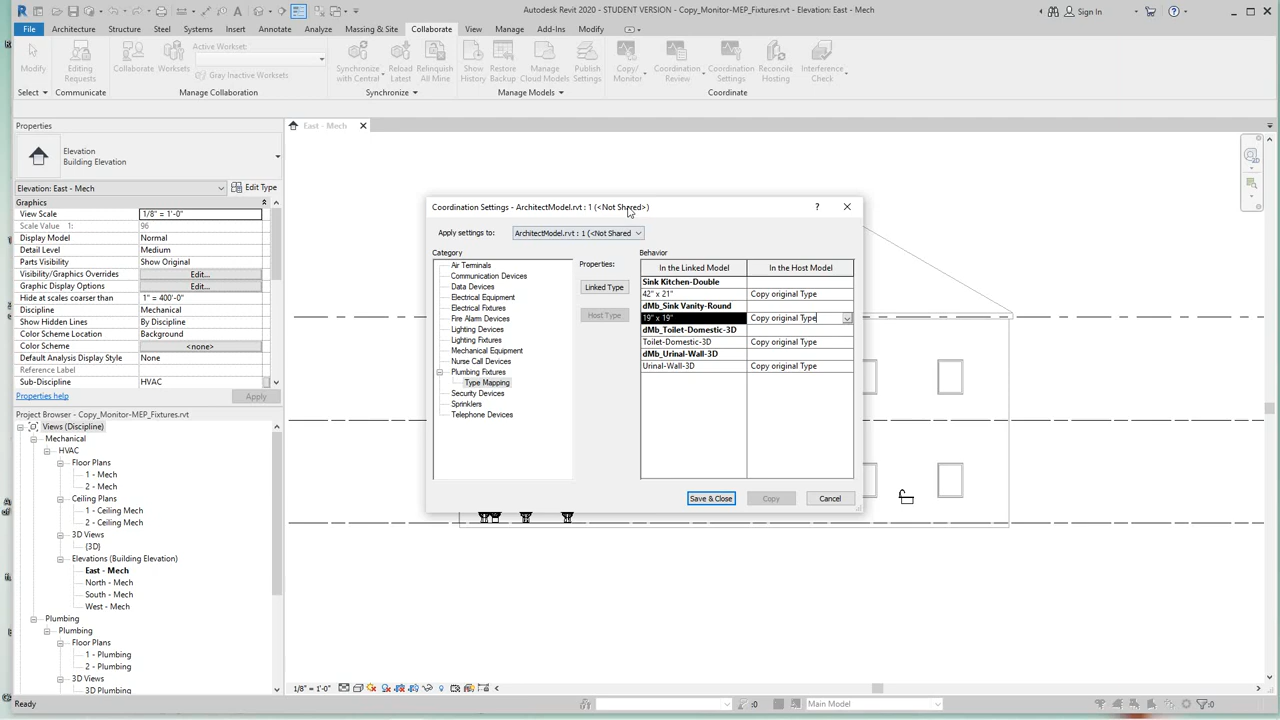 Autodesk Revit 2020 - STUDENT VERSION - Copy_Monitor-MEP_Fixtures.rvt - Elevation: East - Mech
Sign In
File Architecture Structure Steel Systems Insert Annotate Analyze Massing & Site Collaborate View Manage Add-Ins Modify
Modify
Editing Requests
Collaborate
Worksets
Active Workset:
Gray Inactive Worksets
Synchronize with Central
Reload Latest
Relinquish All Mine
Show History
Restore Backup
Manage Cloud Models
Publish Settings
Copy/ Monitor
Coordination Review
Coordination Settings
Reconcile Hosting
Interference Check
Select Communicate Manage Collaboration Synchronize Manage Models Coordinate
Properties
East - Mech
Elevation
Building Elevation
Elevation: East - Mech Edit Type
Graphics
View Scale 1/8" = 1'-0"
Scale Value 1: 96
Display Model Normal
Detail Level Medium
Parts Visibility Show Original
Visibility/Graphics Overrides Edit...
Graphic Display Options Edit...
Hide at scales coarser than 1" = 400'-0"
Discipline Mechanical
Show Hidden Lines By Discipline
Color Scheme Location Background
Color Scheme <none>
Default Analysis Display Style None
Reference Label
Sub-Discipline HVAC
Properties help Apply
Project Browser - Copy_Monitor-MEP_Fixtures.rvt
Views (Discipline)
Mechanical
HVAC
Floor Plans
1 - Mech
2 - Mech
Ceiling Plans
1 - Ceiling Mech
2 - Ceiling Mech
3D Views
{3D}
Elevations (Building Elevation)
East - Mech
North - Mech
South - Mech
West - Mech
Plumbing
Plumbing
Floor Plans
1 - Plumbing
2 - Plumbing
3D Views
3D Plumbing
Coordination Settings - ArchitectModel.rvt : 1 (<Not Shared>)
Apply settings to: ArchitectModel.rvt : 1 (<Not Shared
Category
Air Terminals
Communication Devices
Data Devices
Electrical Equipment
Electrical Fixtures
Fire Alarm Devices
Lighting Devices
Lighting Fixtures
Mechanical Equipment
Nurse Call Devices
Plumbing Fixtures
Type Mapping
Security Devices
Sprinklers
Telephone Devices
Properties:
Linked Type
Host Type
Behavior
In the Linked Model In the Host Model
Sink Kitchen-Double
42" x 21" Copy original Type
dMb_Sink Vanity-Round
19" x 19" Copy original Type
dMb_Toilet-Domestic-3D
Toilet-Domestic-3D Copy original Type
dMb_Urinal-Wall-3D
Urinal-Wall-3D Copy original Type
Save & Close Copy Cancel
1/8" = 1'-0"
Ready
:0
Main Model
:0